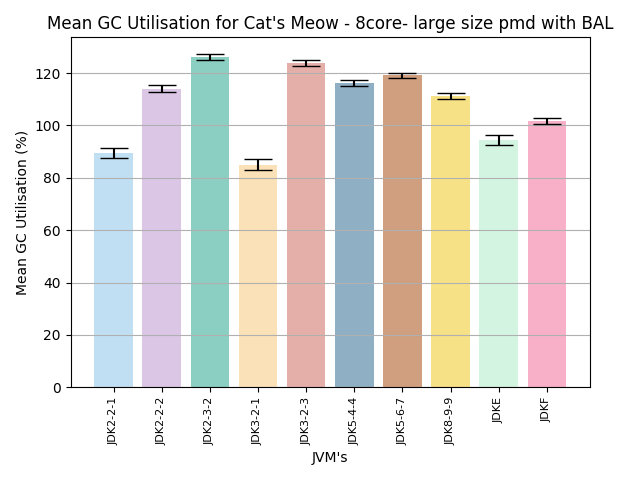 Mean GC Utilisation for Cat's Meow - 8core- large size pmd with BAL
Mean GC Utilisation (%)
120
100
80
60
40
20
0
JDK2-2-1
JDK2-2-2
JDK2-3-2
JDK3-2-1
JDK3-2-3
JDK5-4-4
JDK5-6-7
JDK8-9-9
JDKE
JDKF
JVM's